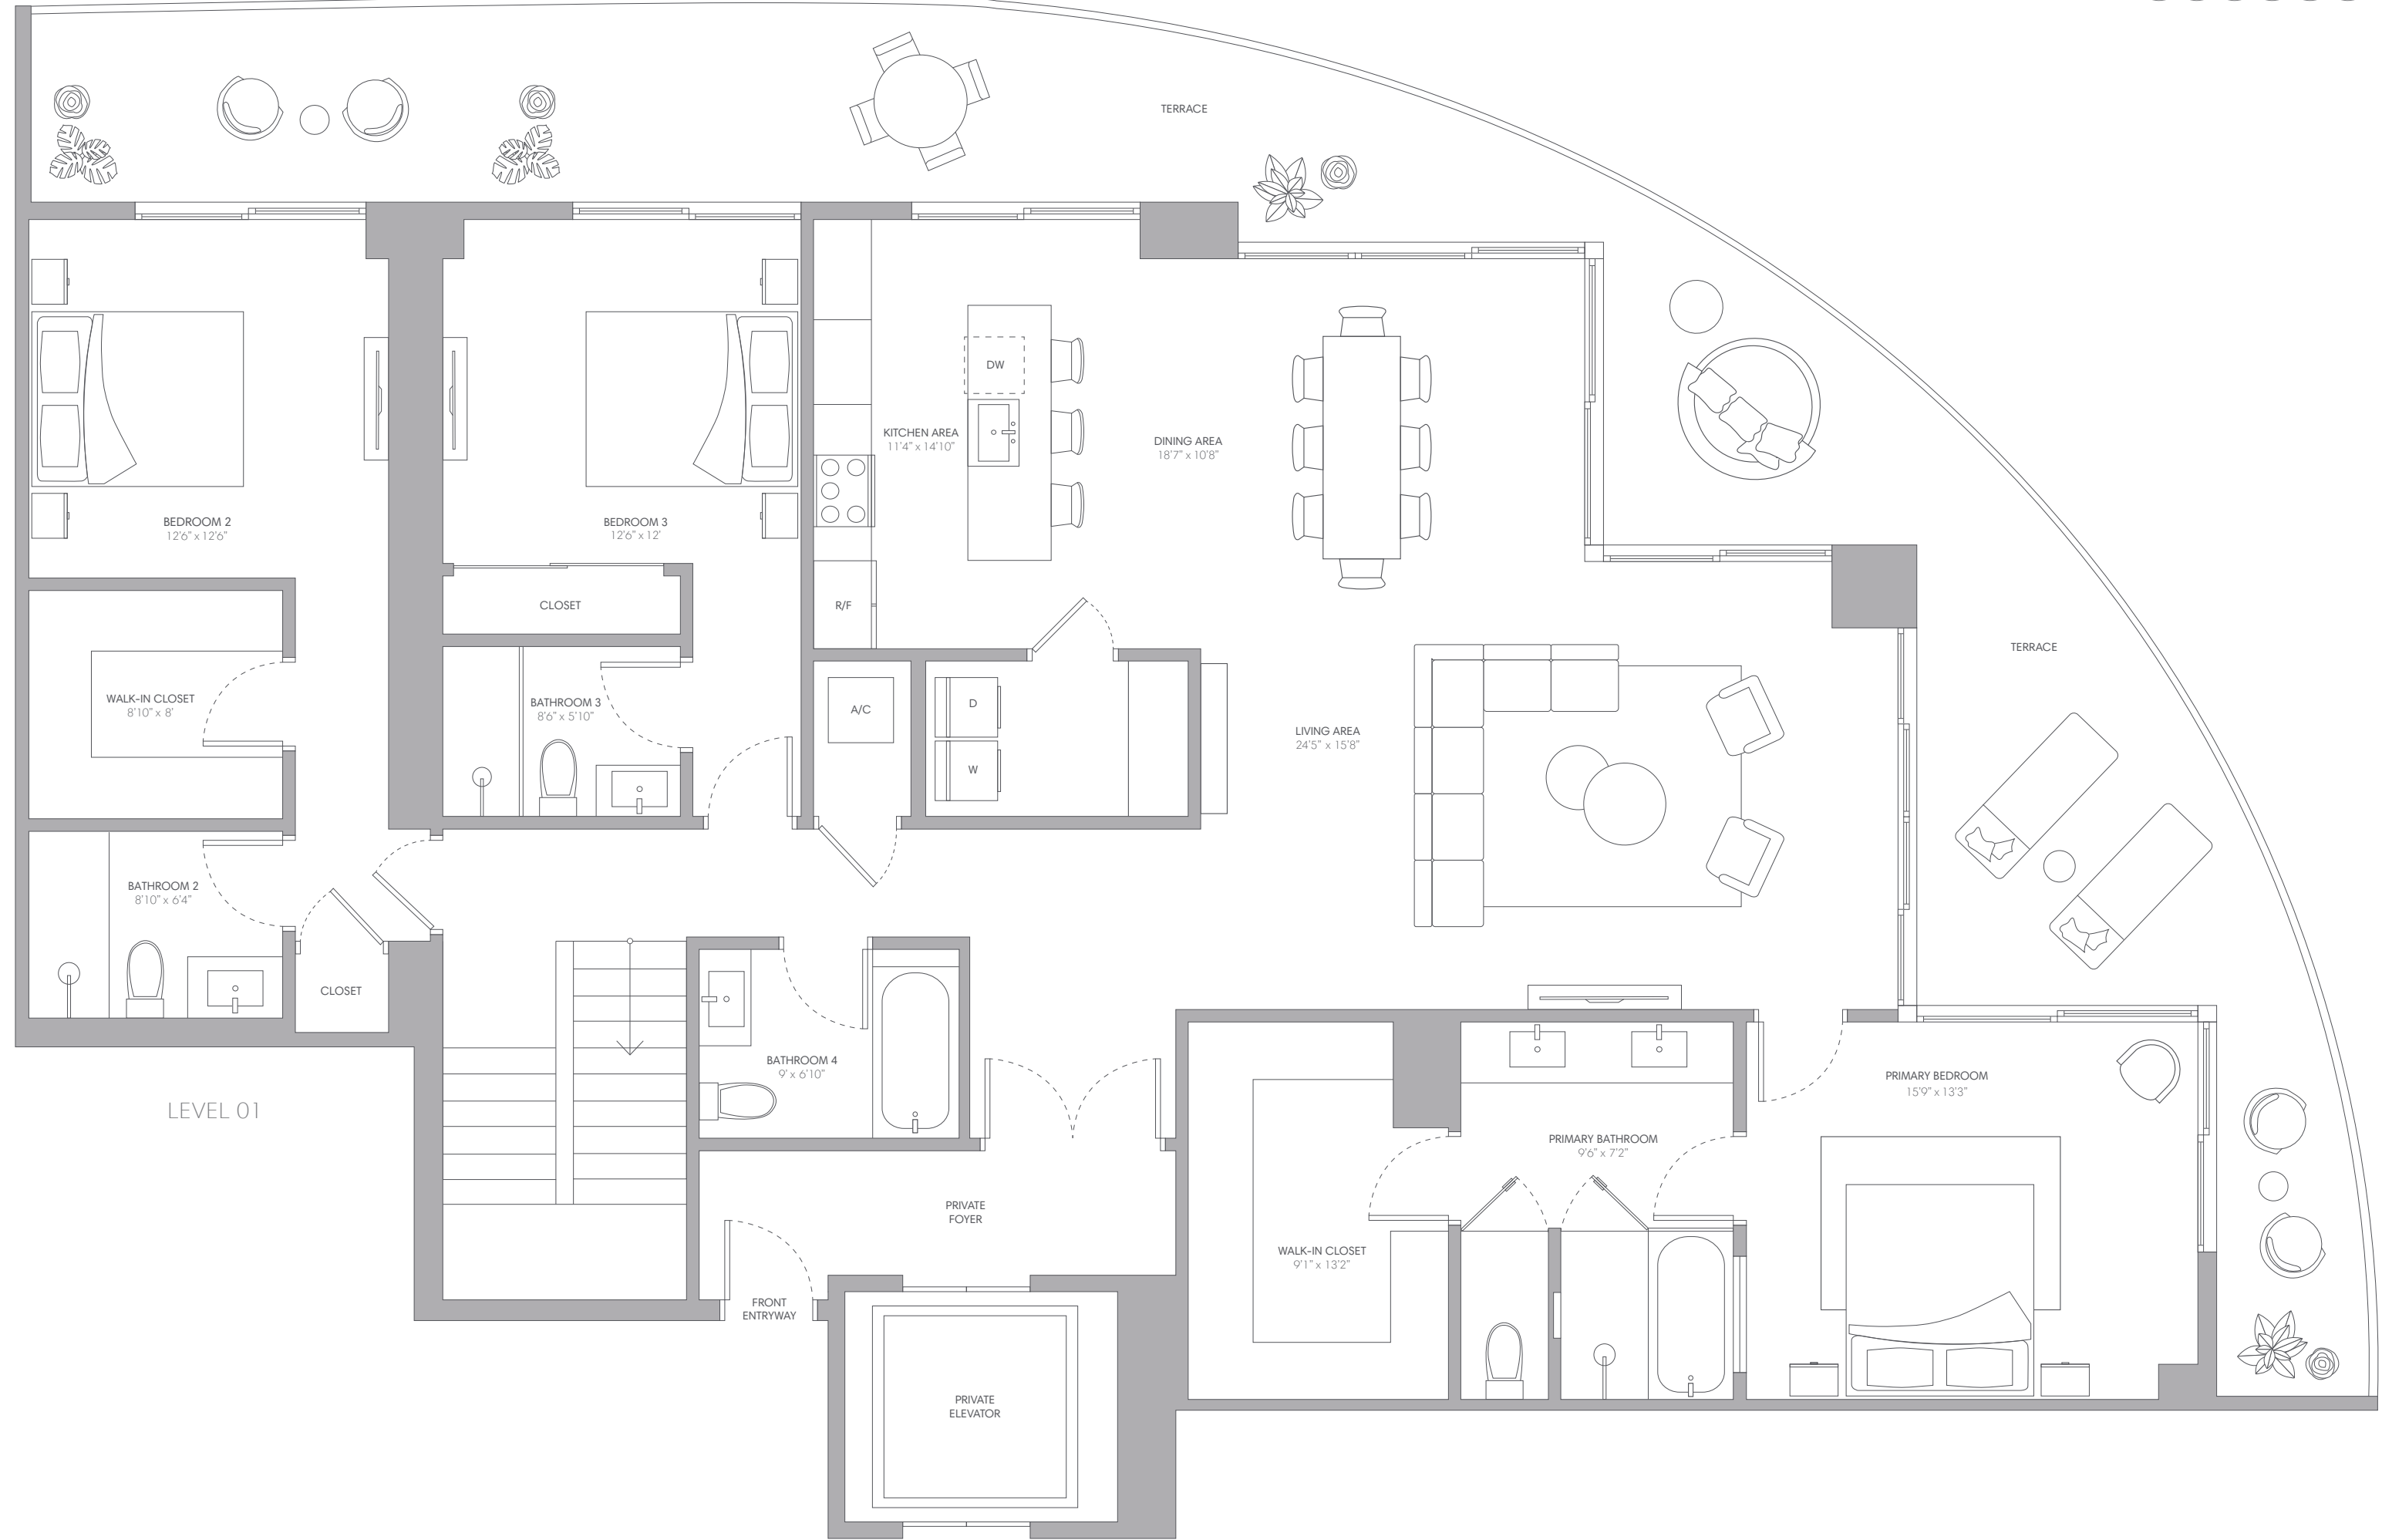 TERRACE
DW
KITCHEN AREA
11'4" x 14'10"
DINING AREA
18'7" x 10'8"
BEDROOM 2
12'6" x 12'6"
BEDROOM 3
12'6" x 12'
CLOSET
R/F
TERRACE
WALK-IN CLOSET
8'10" x 8'
BATHROOM 3
8'6" x 5'10"
A/C
D
W
LIVING AREA
24'5" x 15'8"
BATHROOM 2
8'10" x 6'4"
CLOSET
BATHROOM 4
9' x 6'10"
PRIMARY BEDROOM
15'9" x 13'3"
LEVEL 01
PRIMARY BATHROOM
9'6" x 7'2"
PRIVATE
FOYER
WALK-IN CLOSET
9'1" x 13'2"
FRONT
ENTRYWAY
PRIVATE
ELEVATOR